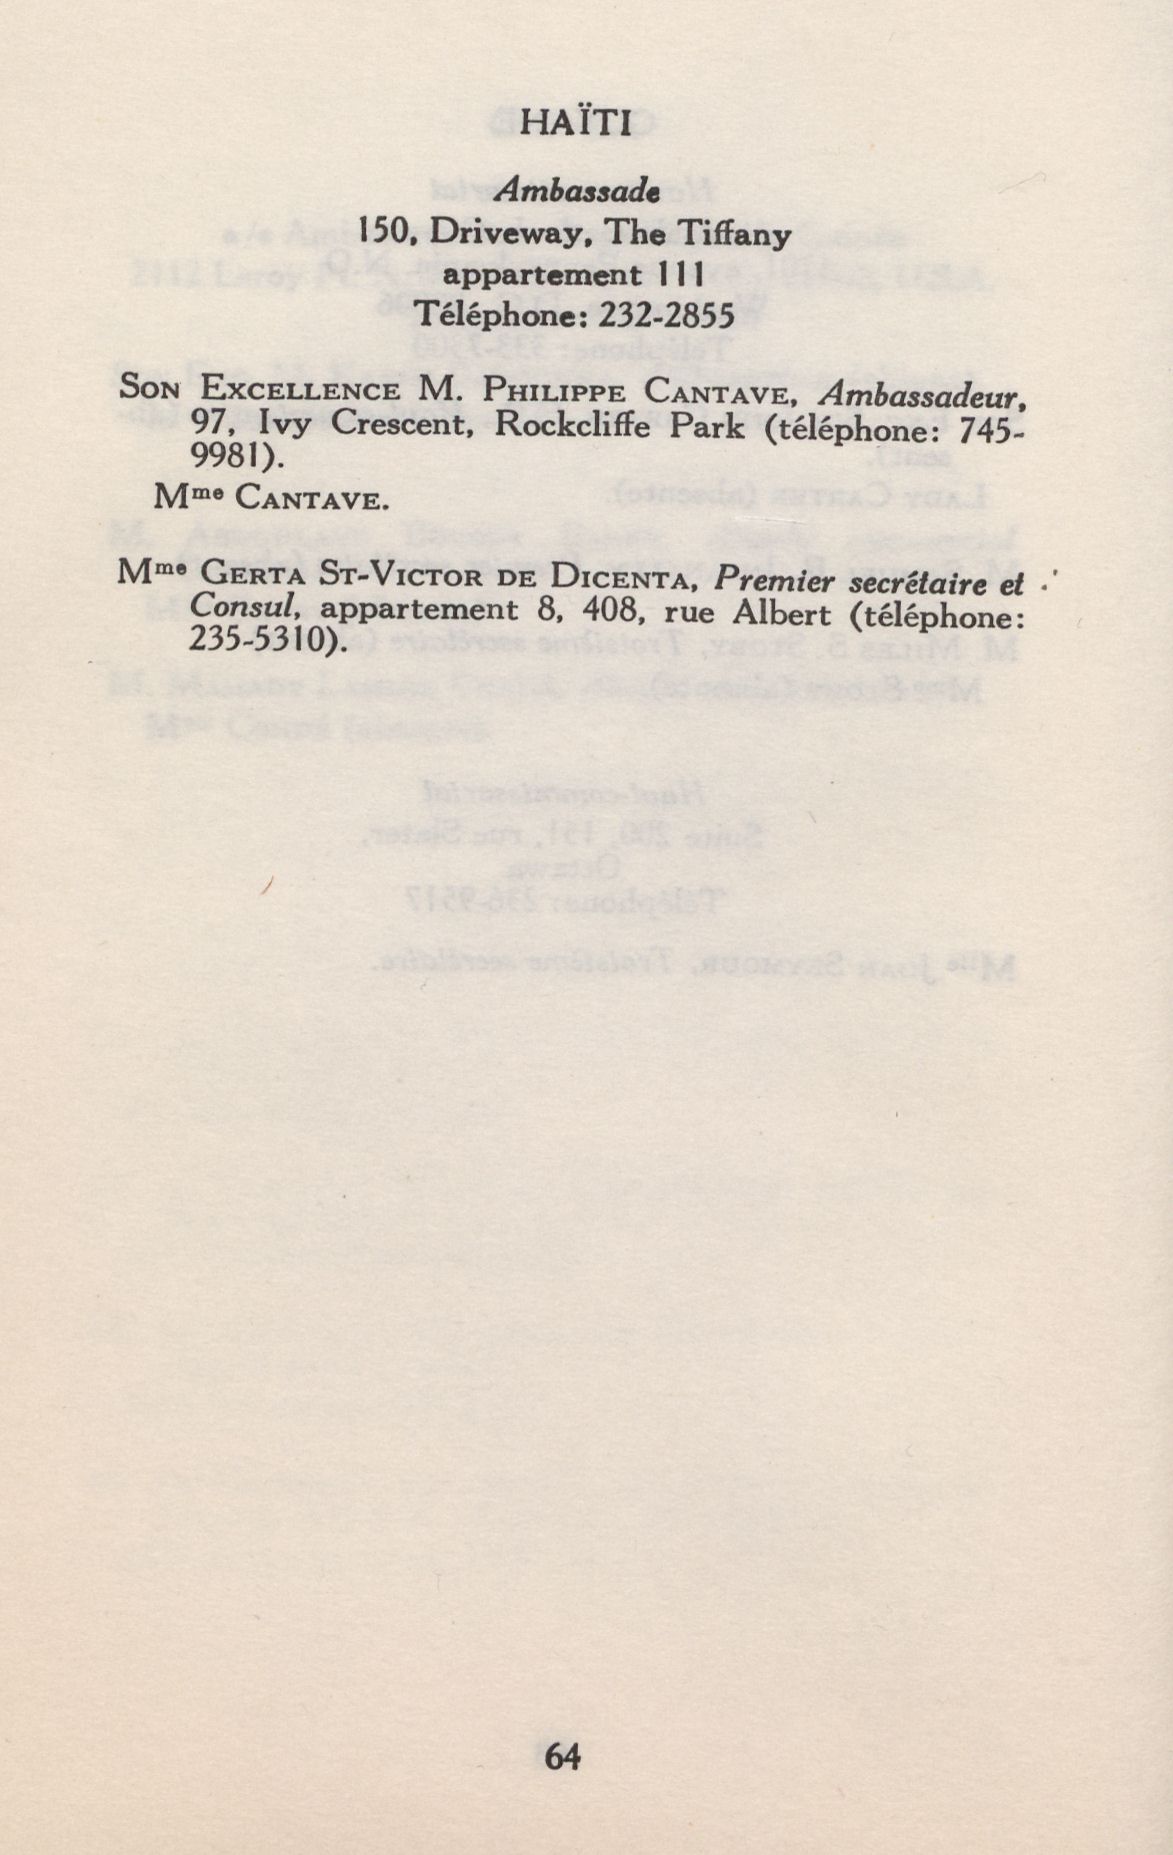 HAÏTI
Ambassade
150, Driveway, The Tiffany
appartement 111
Téléphone: 232-2855
SON EXCELLENCE M. PHILIPPE CANTAVE, Ambassadeur,
97, Ivy Crescent, Rockcliffe Park (téléphone: 745-
9981).
Mme CANTAVE.
Mme GERTA ST-VICTOR DE DICENTA, Premier secrétaire et
Consul, appartement 8, 408, rue Albert (téléphone:
235-5310).
64